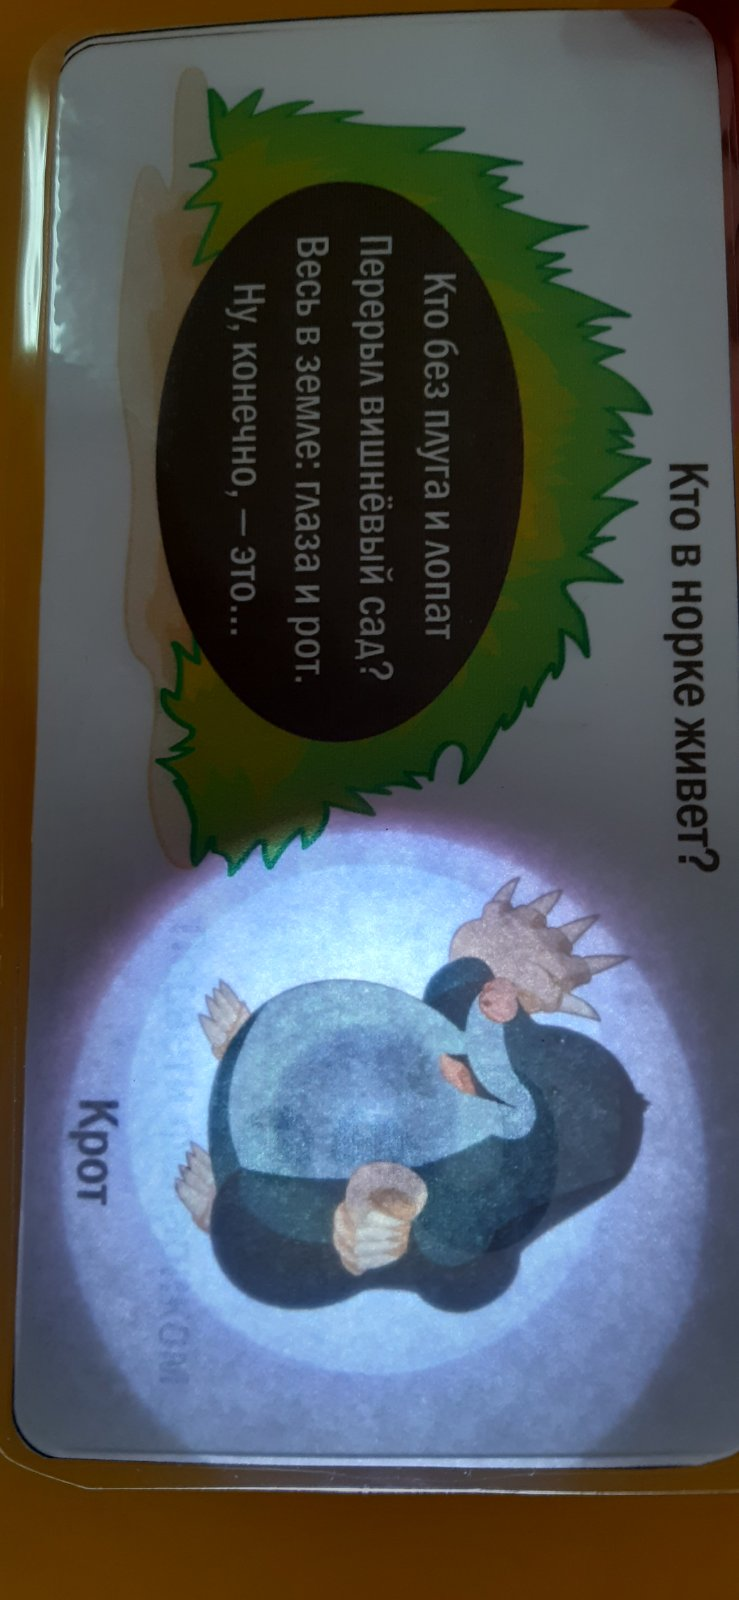 Кто в норке живет?
Кто без плуга и лопат
Перерыл вишнёвый сад?
Весь в земле: глаза и рот.
Ну, конечно, – это...
Крот